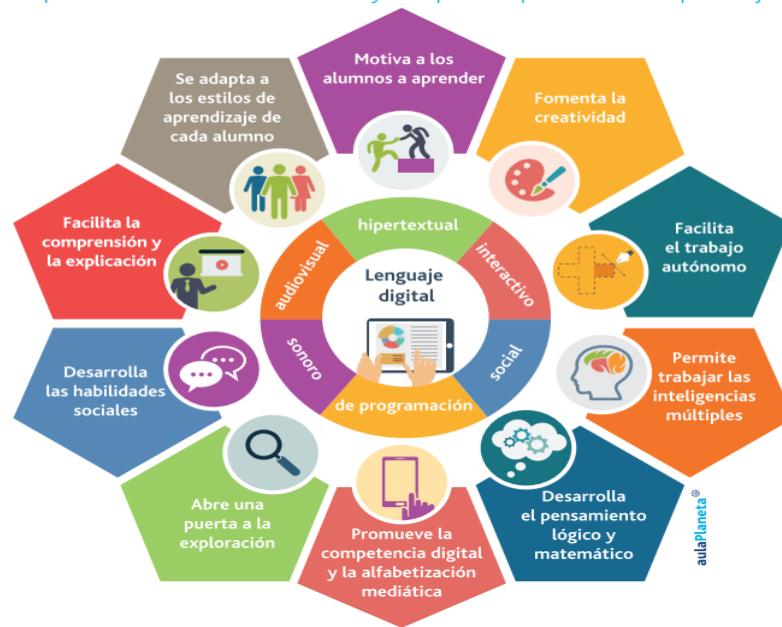 Motiva a los
alumnos a aprender
Fomenta la
creatividad
Facilita
el trabajo
autónomo
Permite
trabajar las
inteligencias
múltiples
Desarrolla
el pensamiento
lógico y
matemático
Promueve la
competencia digital
y la alfabetización
mediática
Abre una
puerta a la
exploración
Desarrolla
las habilidades
sociales
Facilita la
comprensión y
la explicación
Se adapta a
los estilos de
aprendizaje de
cada alumno
hipertextual
interactivo
social
de programación
sonoro
audiovisual
Lenguaje
digital
aulaPlaneta